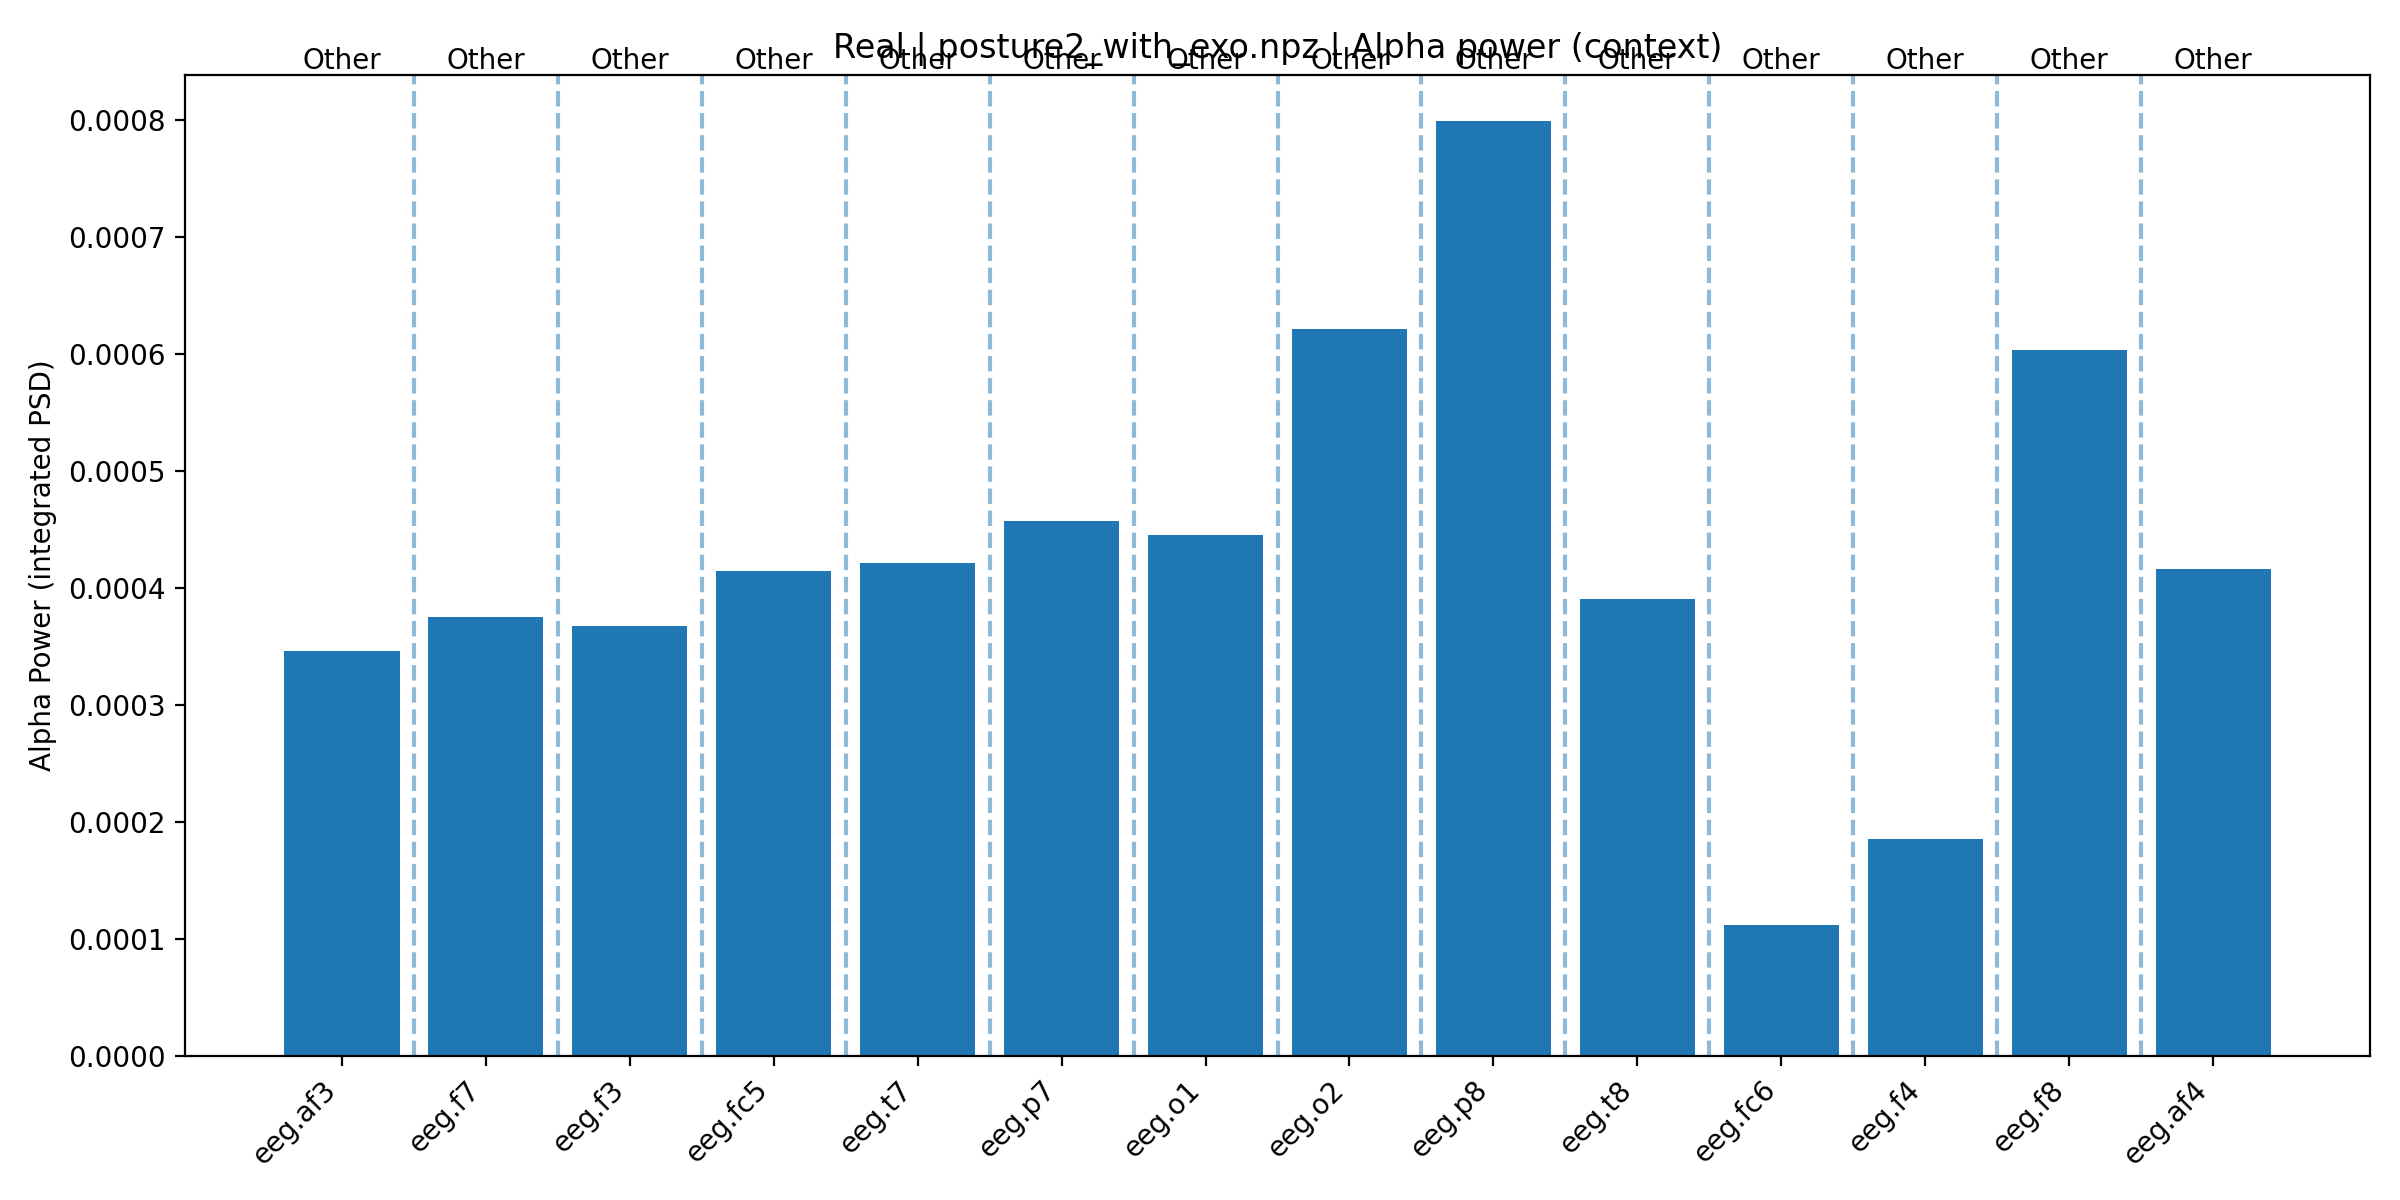 Real | posture2_with_exo.npz | Alpha power (context)
Other Other Other Other Other Other Other Other Other Other Other Other Other Other
Alpha Power (integrated PSD)
0.0008
0.0007
0.0006
0.0005
0.0004
0.0003
0.0002
0.0001
0.0000
eeg.af3 eeg.f7 eeg.f3 eeg.fc5 eeg.t7 eeg.p7 eeg.o1 eeg.o2 eeg.p8 eeg.t8 eeg.fc6 eeg.f4 eeg.f8 eeg.af4